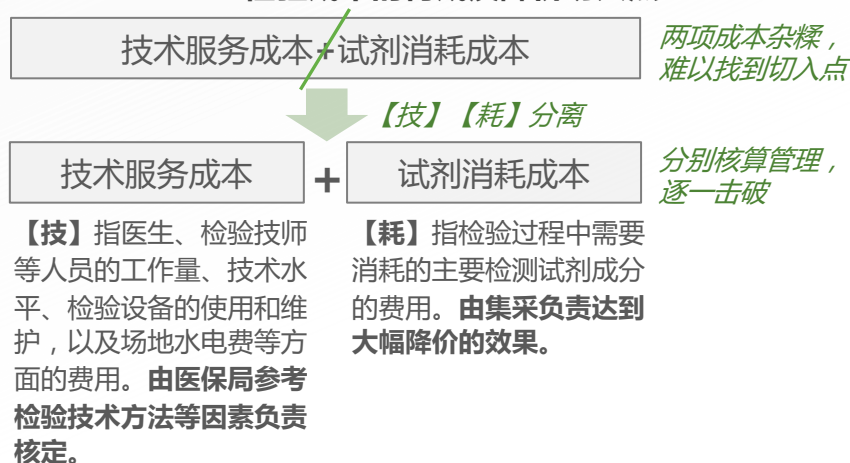 技术服务成本+试剂消耗成本
两项成本杂糅，
难以找到切入点
【技】【耗】分离
技术服务成本
+
试剂消耗成本
分别核算管理，
逐一击破
【技】指医生、检验技师
等人员的工作量、技术水
平、检验设备的使用和维
护，以及场地水电费等方
面的费用。由医保局参考
检验技术方法等因素负责
核定。
【耗】指检验过程中需要
消耗的主要检测试剂成分
的费用。由集采负责达到
大幅降价的效果。